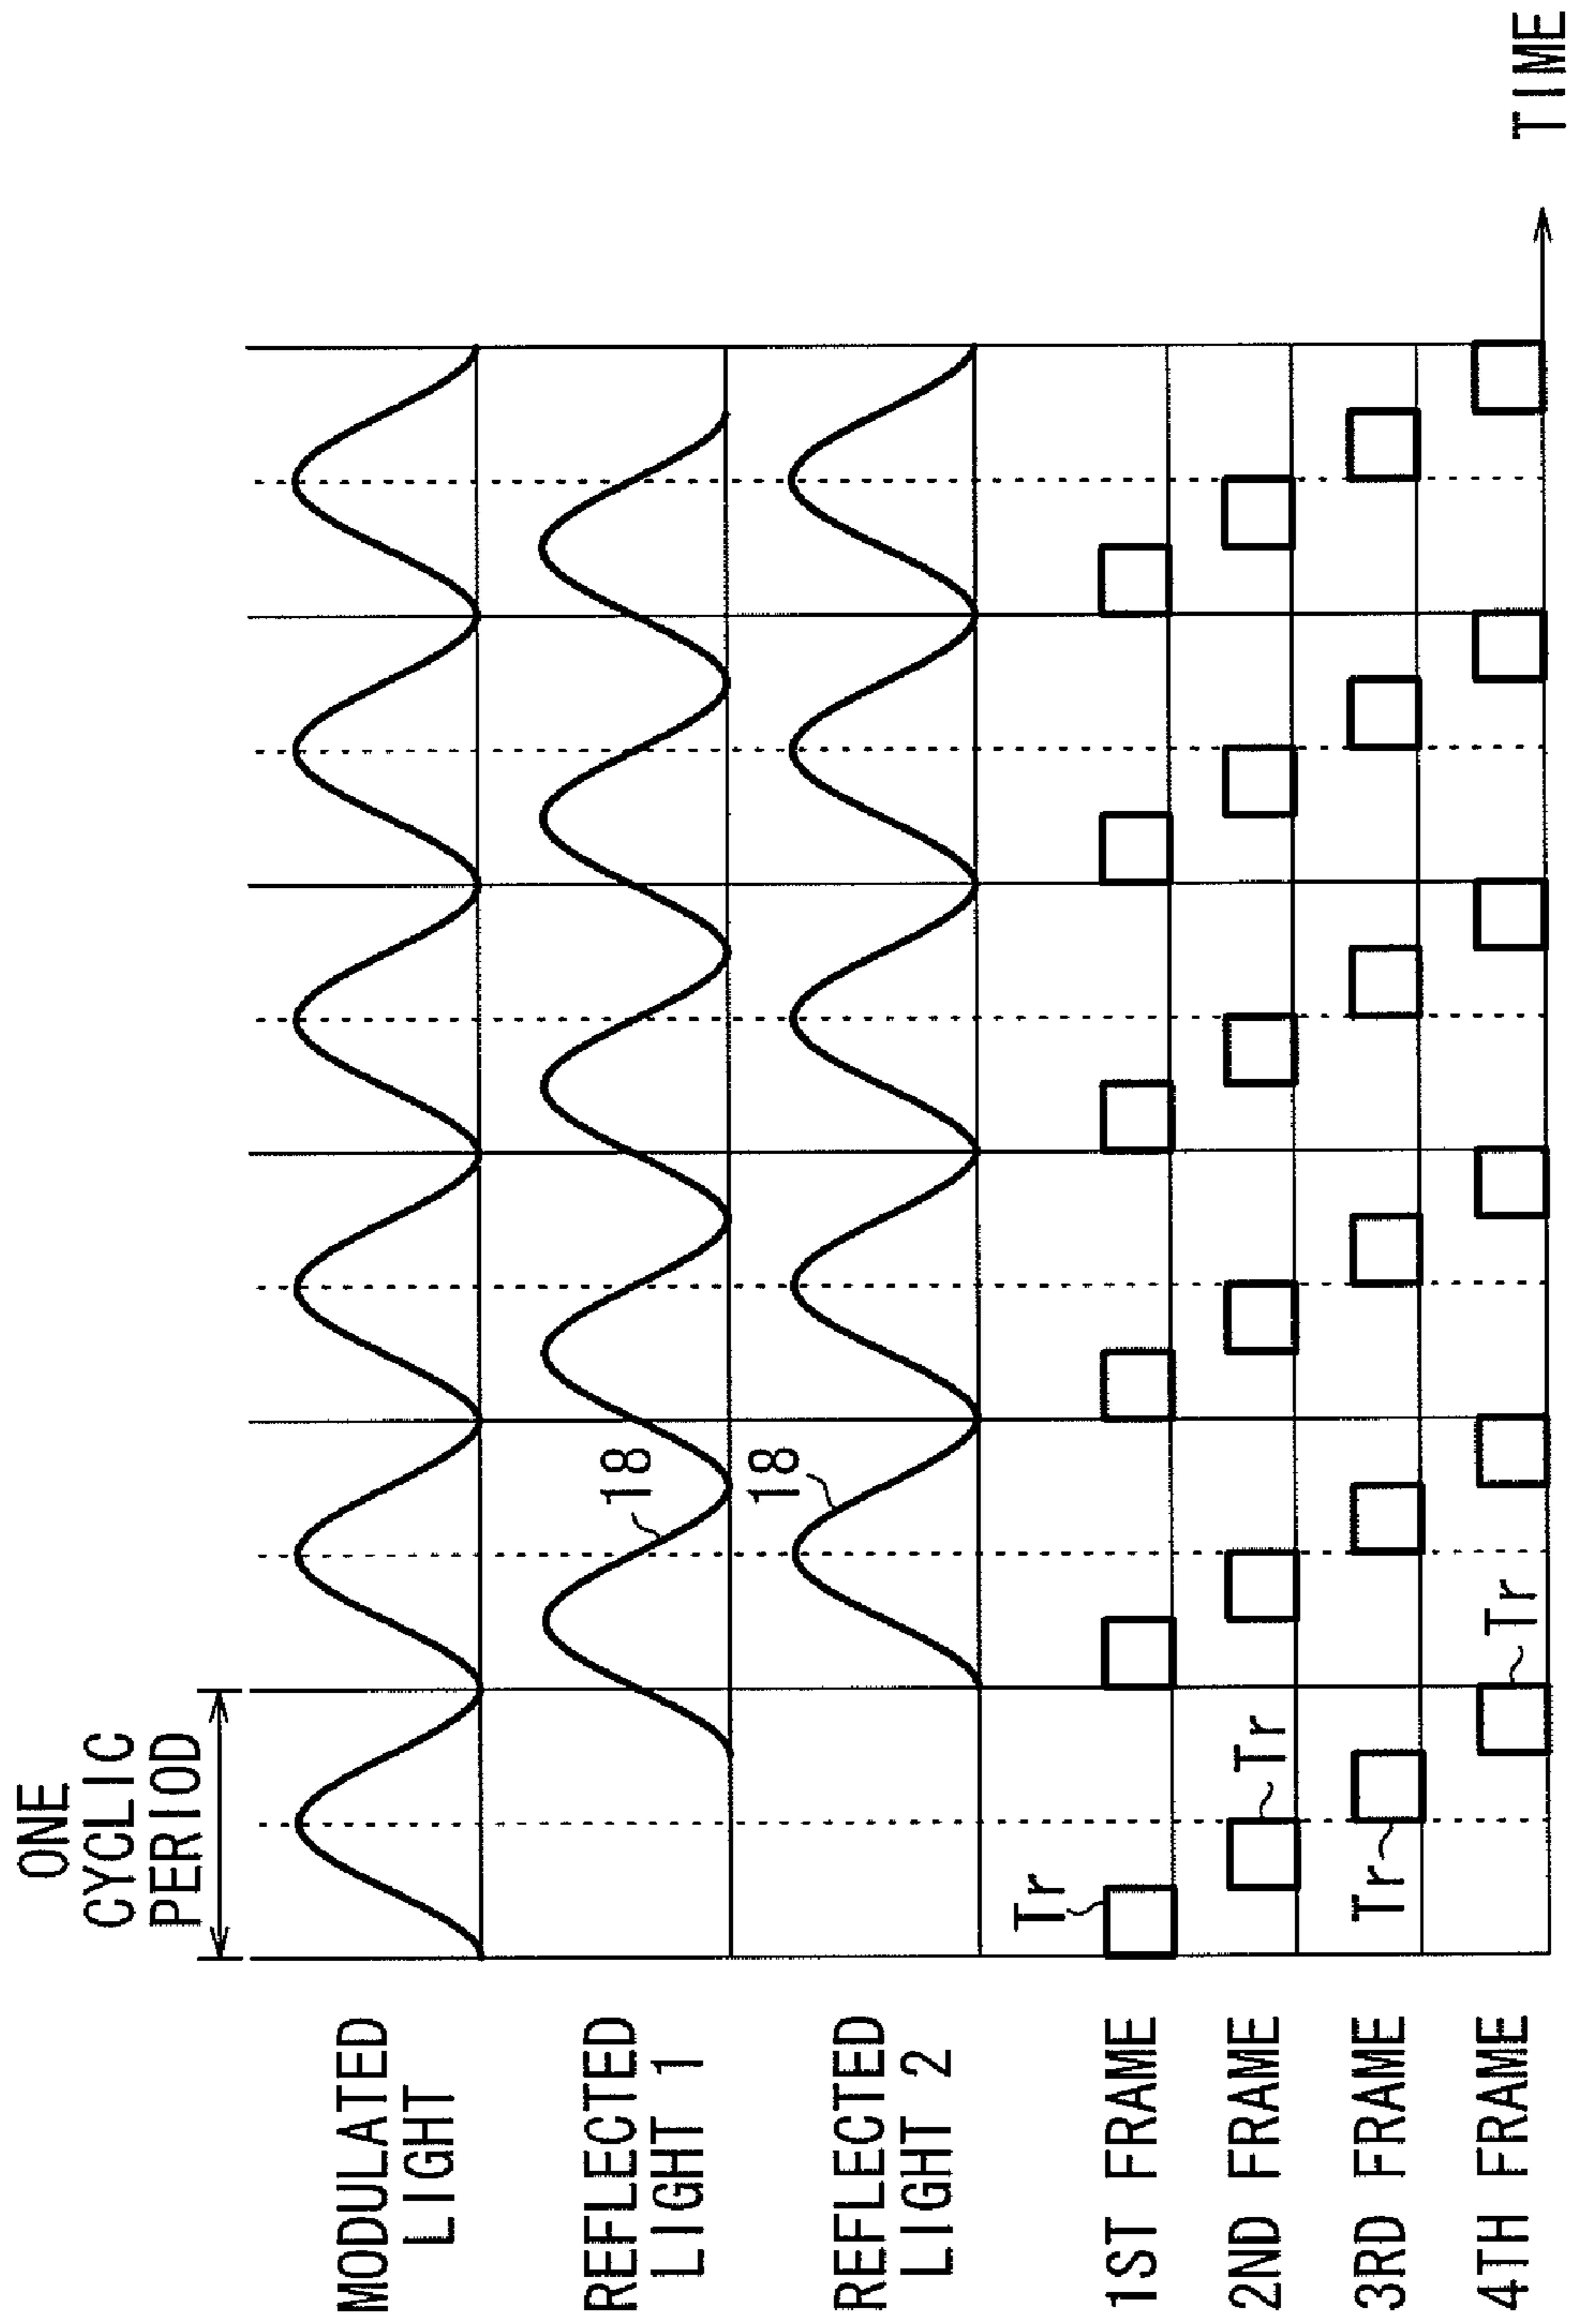 ONE
CYCLIC
PERIOD
MODULATED
LIGHT
REFLECTED
LIGHT 1
18
REFLECTED
LIGHT 2
18
1ST FRAME
Tr
2ND FRAME
Tr
3RD FRAME
Tr
4TH FRAME
Tr
TIME